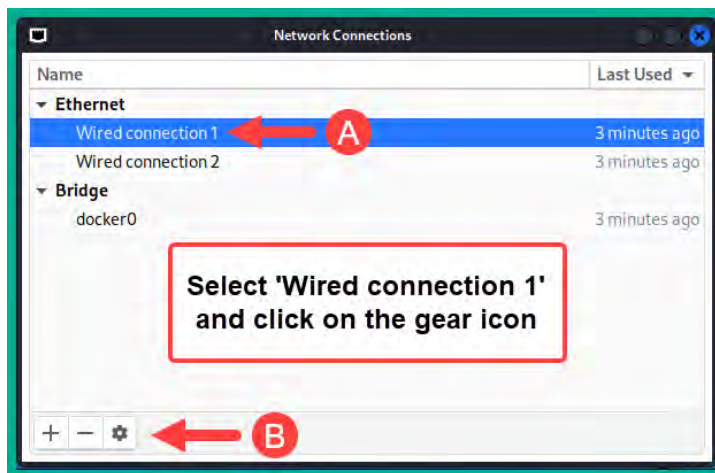 Network Connections
Name Last Used
Ethernet
Wired connection 1 A 3 minutes ago
Wired connection 2 3 minutes ago
Bridge
docker0 3 minutes ago
Select 'Wired connection 1'
and click on the gear icon
B